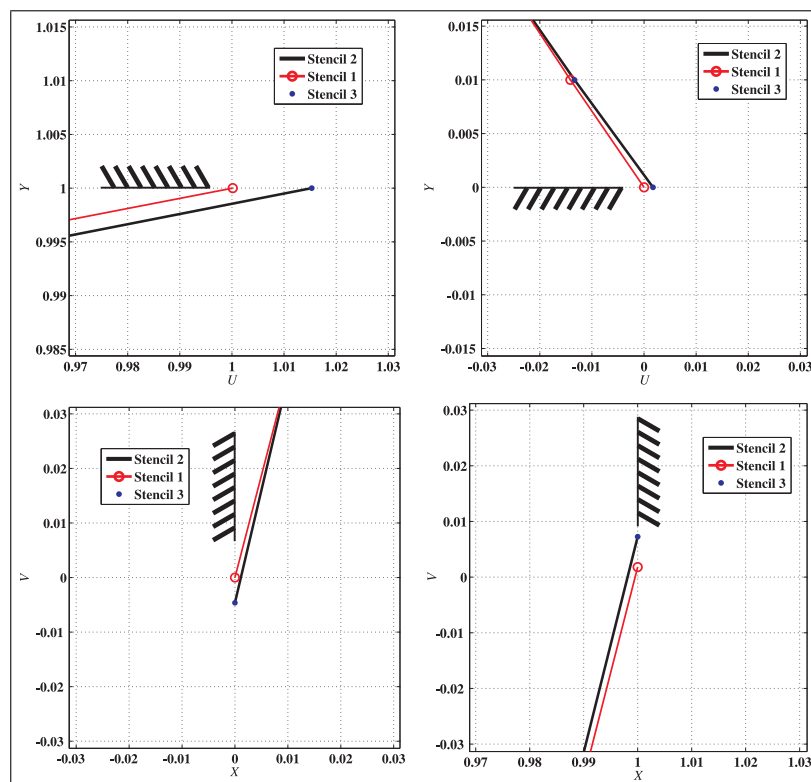 1.015
1.01
1.005
1
0.995
0.99
0.985
Y
0.97 0.98 0.99 1 1.01 1.02 1.03
U
Stencil 2
Stencil 1
Stencil 3
0.015
0.01
0.005
0
-0.005
-0.01
-0.015
Y
-0.03 -0.02 -0.01 0 0.01 0.02 0.03
U
Stencil 2
Stencil 1
Stencil 3
0.03
0.02
0.01
0
-0.01
-0.02
-0.03
V
-0.03 -0.02 -0.01 0 0.01 0.02 0.03
X
Stencil 2
Stencil 1
Stencil 3
0.03
0.02
0.01
0
-0.01
-0.02
-0.03
V
0.97 0.98 0.99 1 1.01 1.02 1.03
X
Stencil 2
Stencil 1
Stencil 3